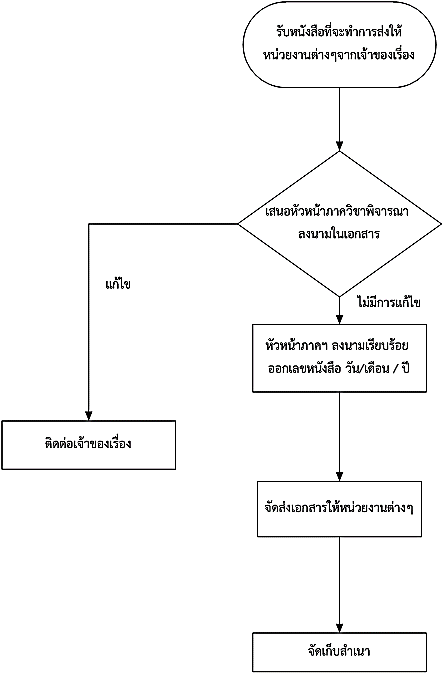 รับหนังสือที่จะทำการส่งให้
หน่วยงานต่างๆจากเจ้าของเรื่อง
เสนอหัวหน้าภาควิชาพิจารณา
ลงนามในเอกสาร
แก้ไข
ไม่มีการแก้ไข
หัวหน้าภาคฯ ลงนามเรียบร้อย
ออกเลขหนังสือ วัน/เดือน / ปี
ติดต่อเจ้าของเรื่อง
จัดส่งเอกสารให้หน่วยงานต่างๆ
จัดเก็บสำเนา